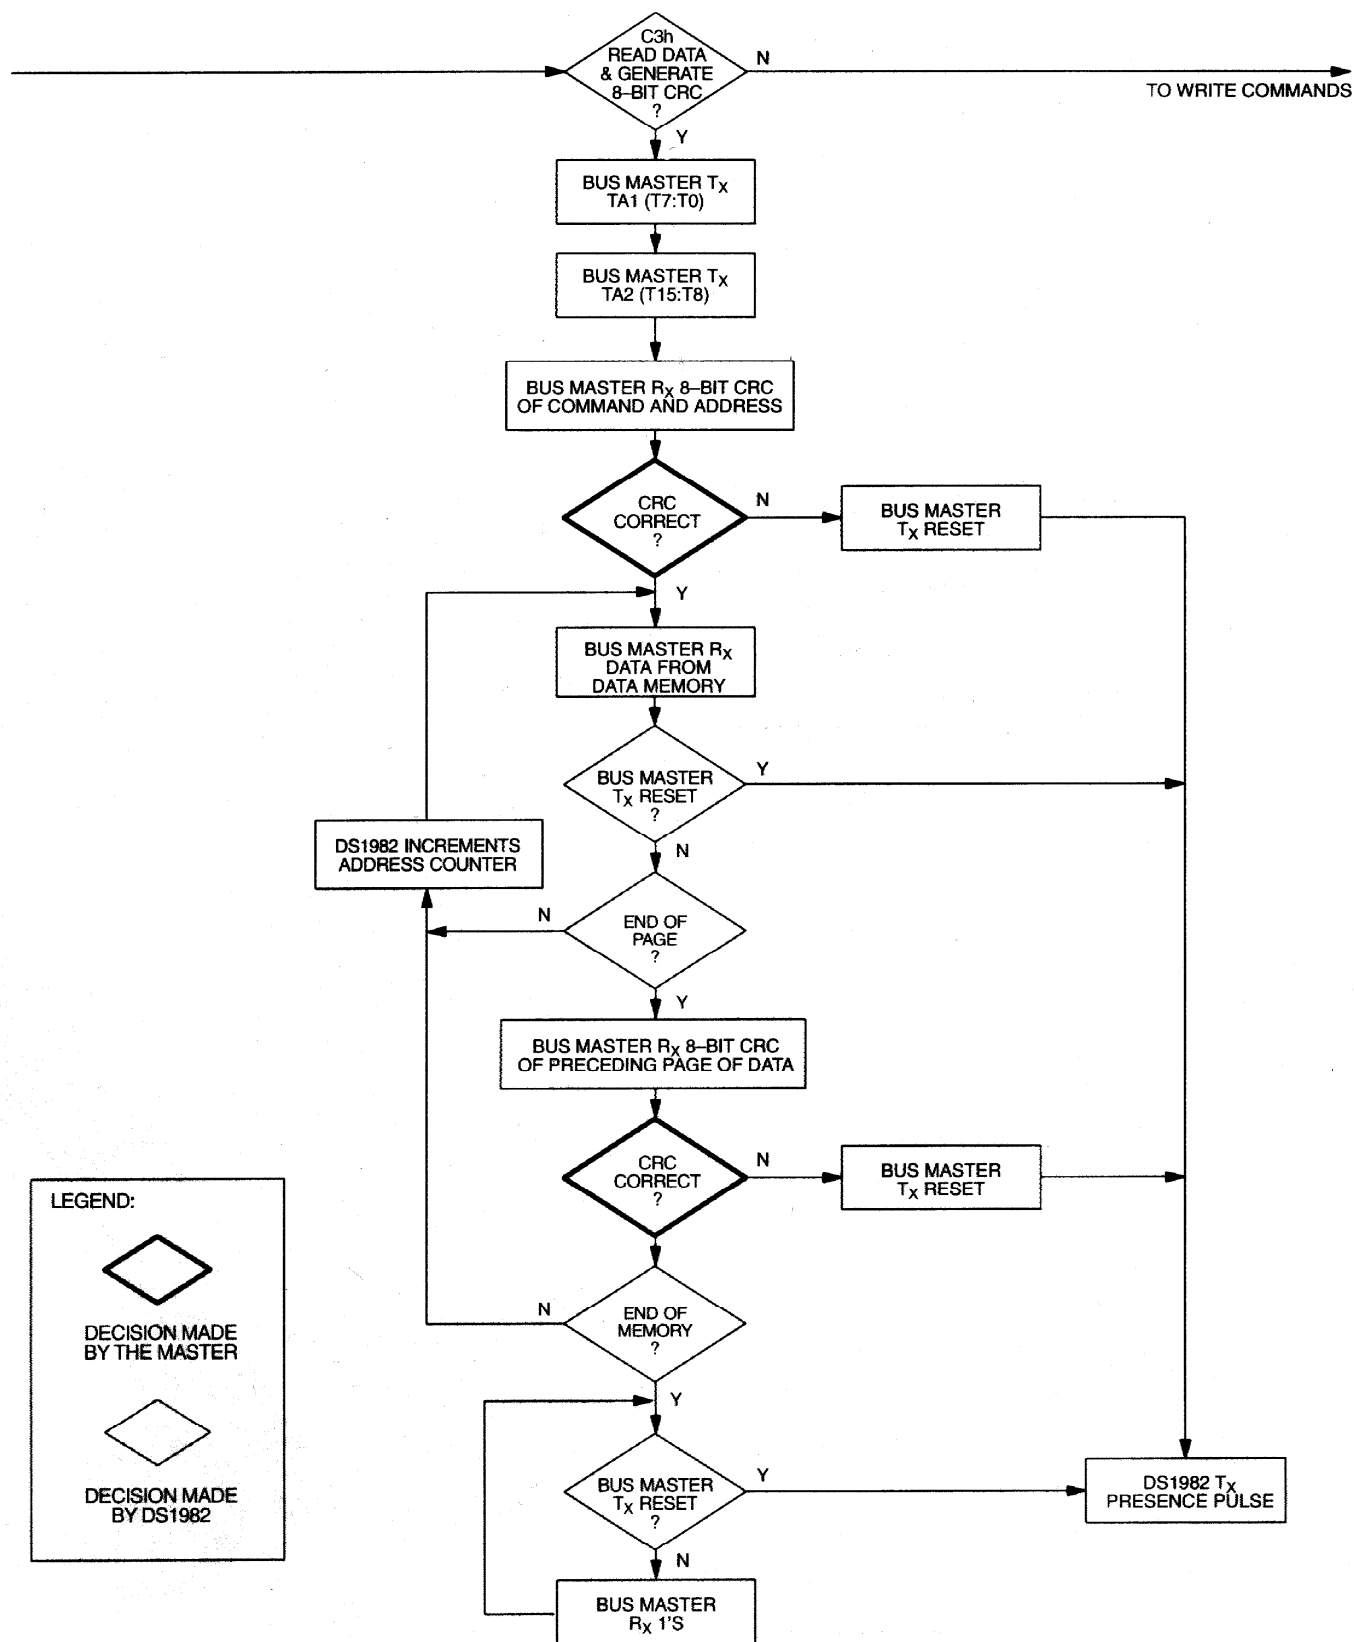 C3h
READ DATA
& GENERATE
8–BIT CRC
?
N
TO WRITE COMMANDS
Y
BUS MASTER TX
TA1 (T7:T0)
BUS MASTER TX
TA2 (T15:T8)
BUS MASTER RX 8–BIT CRC
OF COMMAND AND ADDRESS
CRC
CORRECT
?
N
BUS MASTER
TX RESET
Y
BUS MASTER RX
DATA FROM
DATA MEMORY
BUS MASTER
TX RESET
?
Y
N
DS1982 INCREMENTS
ADDRESS COUNTER
END OF
PAGE
?
N
Y
BUS MASTER RX 8–BIT CRC
OF PRECEDING PAGE OF DATA
CRC
CORRECT
?
N
BUS MASTER
TX RESET
END OF
MEMORY
?
N
Y
BUS MASTER
TX RESET
?
Y
DS1982 TX
PRESENCE PULSE
N
BUS MASTER
RX 1'S
LEGEND:
DECISION MADE
BY THE MASTER
DECISION MADE
BY DS1982